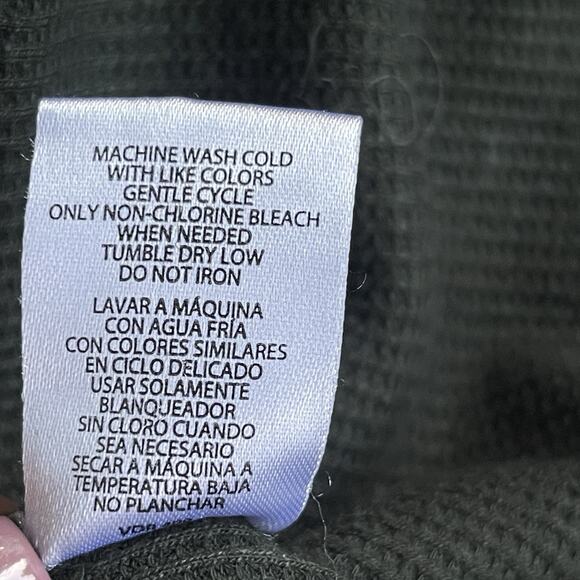 MACHINE WASH COLD
WITH LIKE COLORS
GENTLE CYCLE
ONLY NON-CHLORINE BLEACH
WHEN NEEDED
TUMBLE DRY LOW
DO NOT IRON
LAVAR A MÁQUINA
CON AGUA FRÍA
CON COLORES SIMILARES
EN CICLO DELICADO
USAR SOLAMENTE
BLANQUEADOR
SIN CLORO CUANDO
SEA NECESARIO
SECAR A MÁQUINA A
TEMPERATURA BAJA
NO PLANCHAR